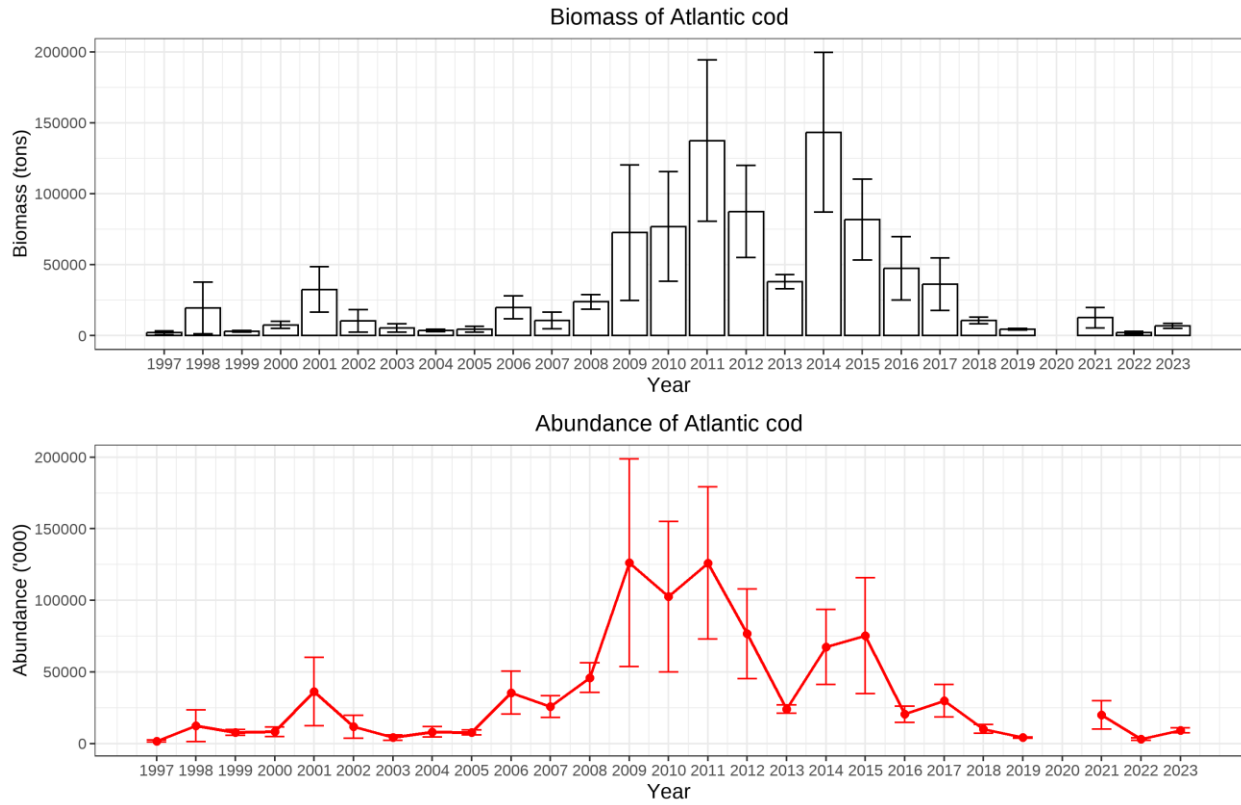 Biomass of Atlantic cod
200000
150000
100000
50000
0
Biomass (tons)
1997 1998 1999 2000 2001 2002 2003 2004 2005 2006 2007 2008 2009 2010 2011 2012 2013 2014 2015 2016 2017 2018 2019 2020 2021 2022 2023
Year
Abundance of Atlantic cod
200000
150000
100000
50000
0
Abundance ('000)
1997 1998 1999 2000 2001 2002 2003 2004 2005 2006 2007 2008 2009 2010 2011 2012 2013 2014 2015 2016 2017 2018 2019 2020 2021 2022 2023
Year